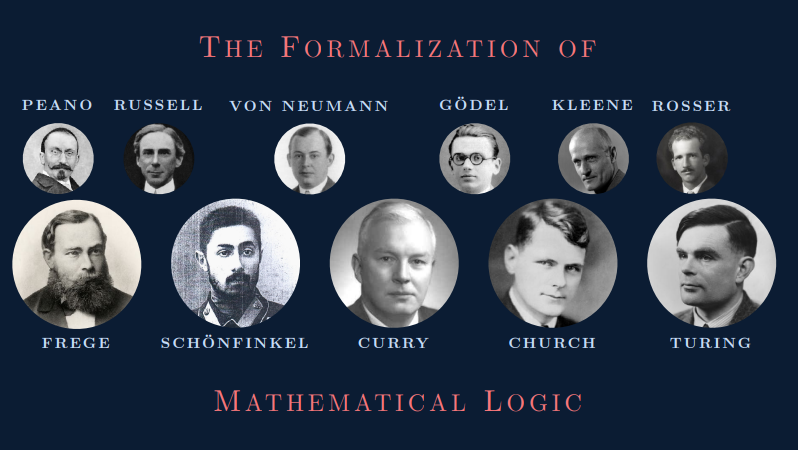 The Formalization of
PEANO RUSSELL VON NEUMANN GÖDEL KLEENE ROSSER
FREGE SCHÖNFINKEL CURRY CHURCH TURING
Mathematical Logic